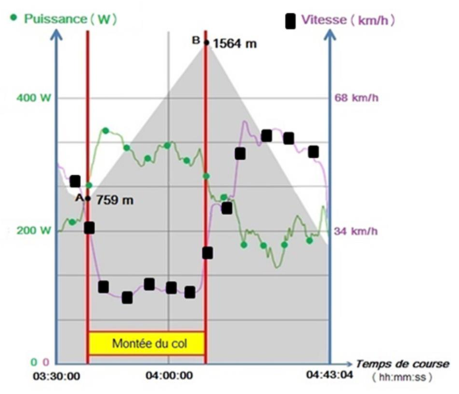 Puissance ( W )
Vitesse ( km/h )
B 1564 m
400 W
68 km/h
A 759 m
200 W
34 km/h
Montée du col
0 0
Temps de course
( hh:mm:ss )
03:30:00
04:00:00
04:43:04